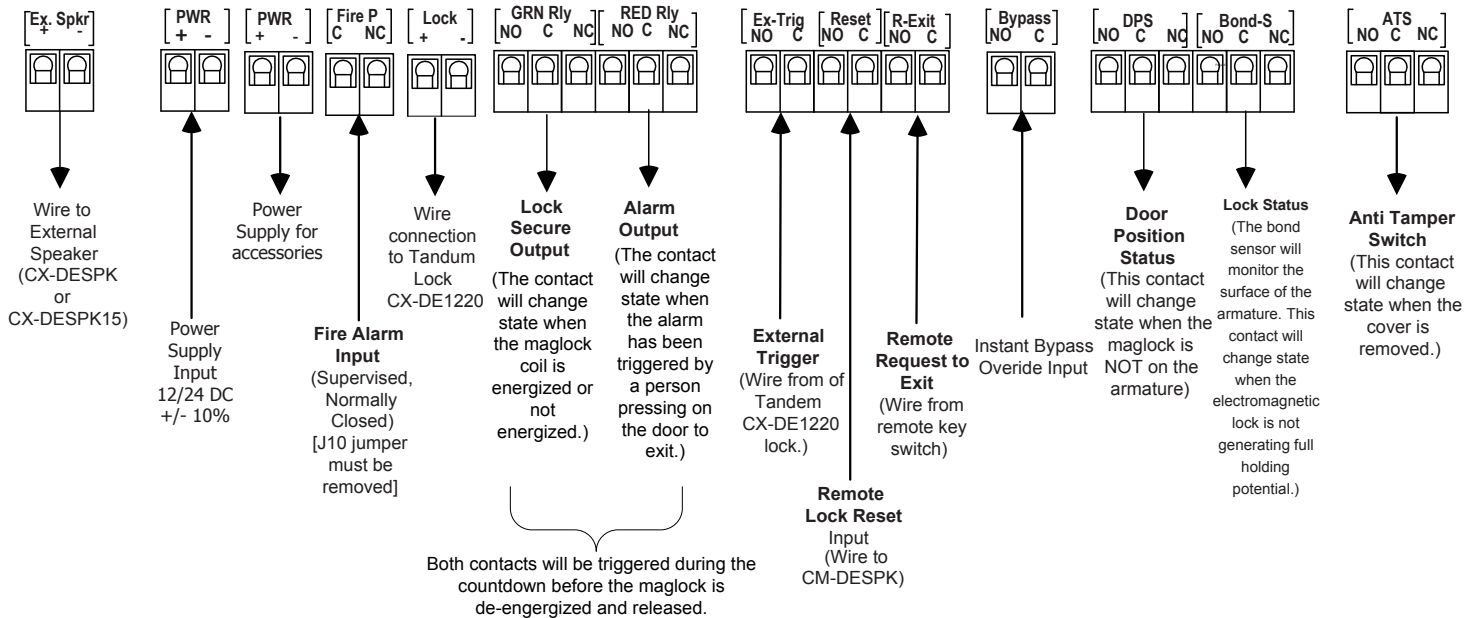 Ex. Spkr
+ -
PWR
+ -
PWR
+ -
Fire P
C NC
Lock
+ -
GRN Rly
NO C NC
RED Rly
NO C NC
Ex-Trig
NO C
Reset
NO C
R-Exit
NO C
Bypass
NO C
DPS
NO C NC
Bond-S
NO C NC
ATS
NO C NC
Wire to
External
Speaker
(CX-DESPK
or
CX-DESPK15)
Power
Supply
Input
12/24 DC
+/- 10%
Power
Supply for
accessories
Fire Alarm
Input
(Supervised,
Normally
Closed)
[J10 jumper
must be
removed]
Wire
connection
to Tandum
Lock
CX-DE1220
Lock
Secure
Output
(The contact
will change
state when
the maglock
coil is
energized or
not
energized.)
Alarm
Output
(The contact
will change
state when
the alarm
has been
triggered by
a person
pressing on
the door to
exit.)
Both contacts will be triggered during the
countdown before the maglock is
de-engergized and released.
External
Trigger
(Wire from of
Tandem
CX-DE1220
lock.)
Remote
Lock Reset
Input
(Wire to
CM-DESPK)
Remote
Request to
Exit
(Wire from
remote key
switch)
Instant Bypass
Overide Input
Door
Position
Status
(This contact
will change
state when the
maglock is
NOT on the
armature)
Lock Status
(The bond
sensor will
monitor the
surface of the
armature. This
contact will
change state
when the
electromagnetic
lock is not
generating full
holding
potential.)
Anti Tamper
Switch
(This contact
will change
state when the
cover is
removed.)